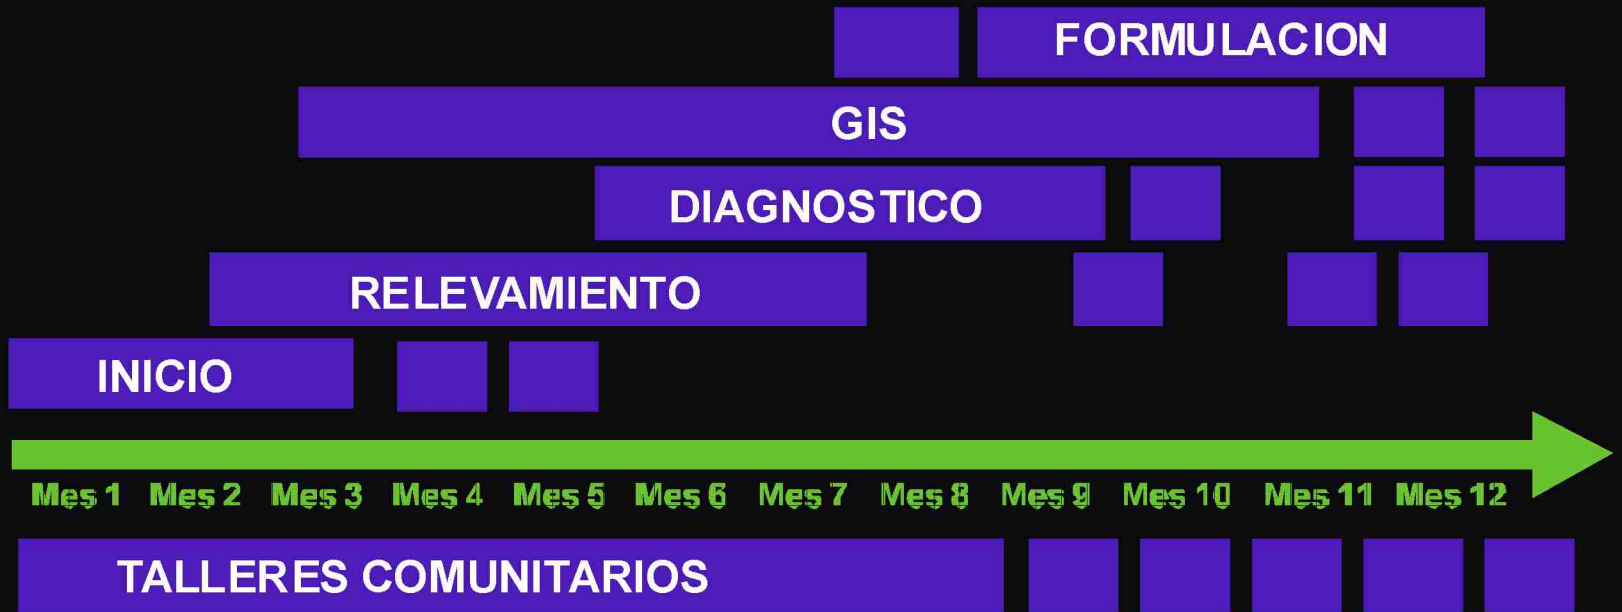 FORMULACION
GIS
DIAGNOSTICO
RELEVAMIENTO
INICIO
Mes 1 Mes 2 Mes 3 Mes 4 Mes 5 Mes 6 Mes 7 Mes 8 Mes 9 Mes 10 Mes 11 Mes 12
TALLERES COMUNITARIOS